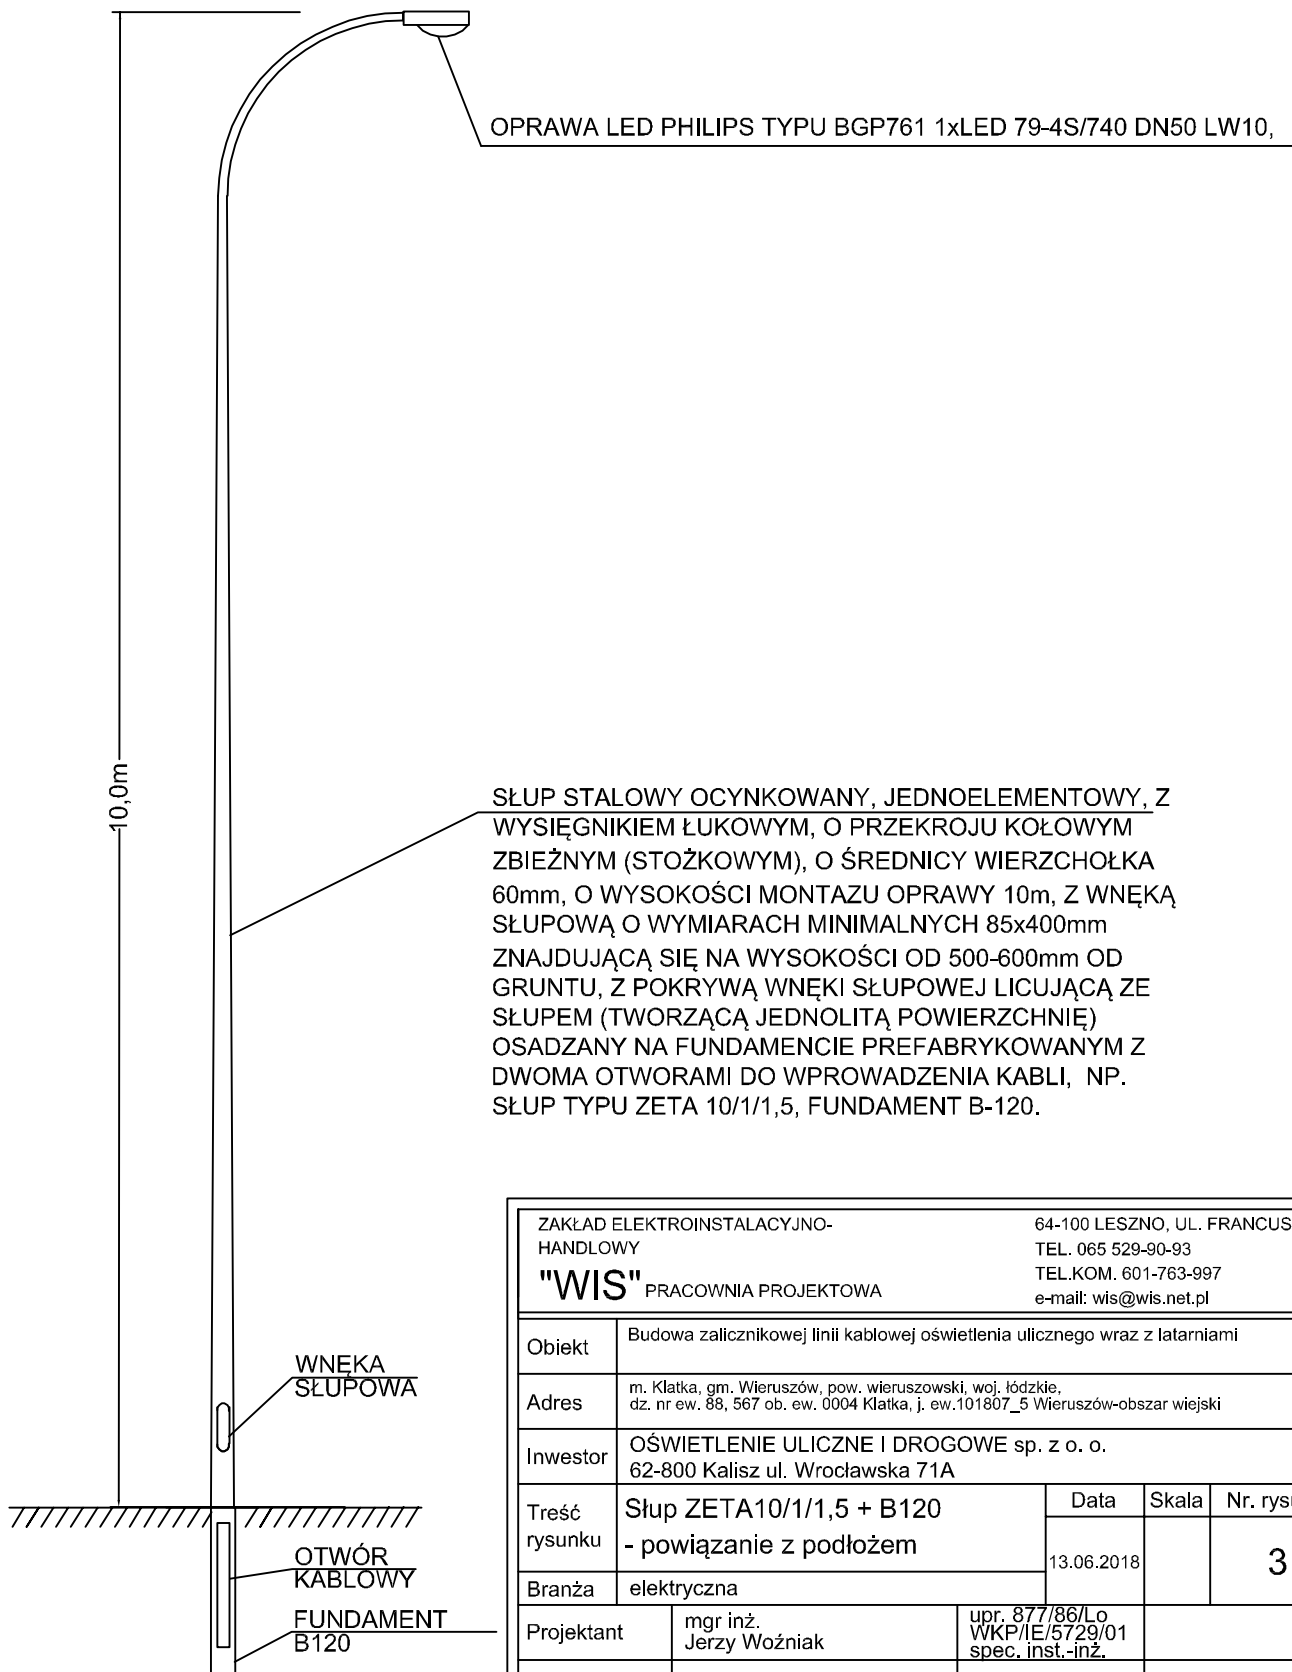 OPRAWA LED PHILIPS TYPU BGP761 1xLED 79-4S/740 DN50 LW10,
10,0m
SŁUP STALOWY OCYNKOWANY, JEDNOELEMENTOWY, Z
WYSIĘGNIKIEM ŁUKOWYM, O PRZEKROJU KOŁOWYM
ZBIEŻNYM (STOŻKOWYM), O ŚREDNICY WIERZCHOŁKA
60mm, O WYSOKOŚCI MONTAZU OPRAWY 10m, Z WNĘKĄ
SŁUPOWĄ O WYMIARACH MINIMALNYCH 85x400mm
ZNAJDUJĄCĄ SIĘ NA WYSOKOŚCI OD 500-600mm OD
GRUNTU, Z POKRYWĄ WNĘKI SŁUPOWEJ LICUJĄCĄ ZE
SŁUPEM (TWORZĄCĄ JEDNOLITĄ POWIERZCHNIĘ)
OSADZANY NA FUNDAMENCIE PREFABRYKOWANYM Z
DWOMA OTWORAMI DO WPROWADZENIA KABLI, NP.
SŁUP TYPU ZETA 10/1/1,5, FUNDAMENT B-120.
WNĘKA
SŁUPOWA
OTWÓR
KABLOWY
FUNDAMENT
B120
ZAKŁAD ELEKTROINSTALACYJNO-
HANDLOWY
"WIS" PRACOWNIA PROJEKTOWA
64-100 LESZNO, UL. FRANCUS
TEL. 065 529-90-93
TEL.KOM. 601-763-997
e-mail: wis@wis.net.pl
Obiekt
Budowa zalicznikowej linii kablowej oświetlenia ulicznego wraz z latarniami
Adres
m. Klatka, gm. Wieruszów, pow. wieruszowski, woj. łódzkie,
dz. nr ew. 88, 567 ob. ew. 0004 Klatka, j. ew.101807_5 Wieruszów-obszar wiejski
Inwestor
OŚWIETLENIE ULICZNE I DROGOWE sp. z o. o.
62-800 Kalisz ul. Wrocławska 71A
Treść
rysunku
Słup ZETA10/1/1,5 + B120
- powiązanie z podłożem
Data
Skala
Nr. rysu
13.06.2018
3
Branża
elektryczna
Projektant
mgr inż.
Jerzy Woźniak
upr. 877/86/Lo
WKP/IE/5729/01
spec. inst.-inż.